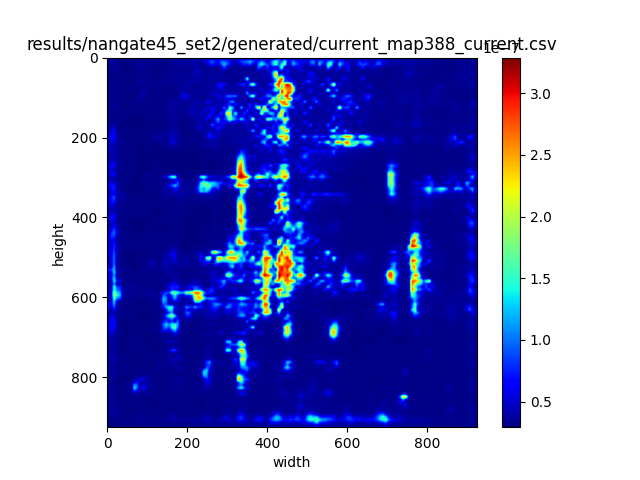 results/nangate45_set2/generated/current_map388_current.csv
1e−7
0
200
400
600
800
height
0 200 400 600 800
width
3.0
2.5
2.0
1.5
1.0
0.5